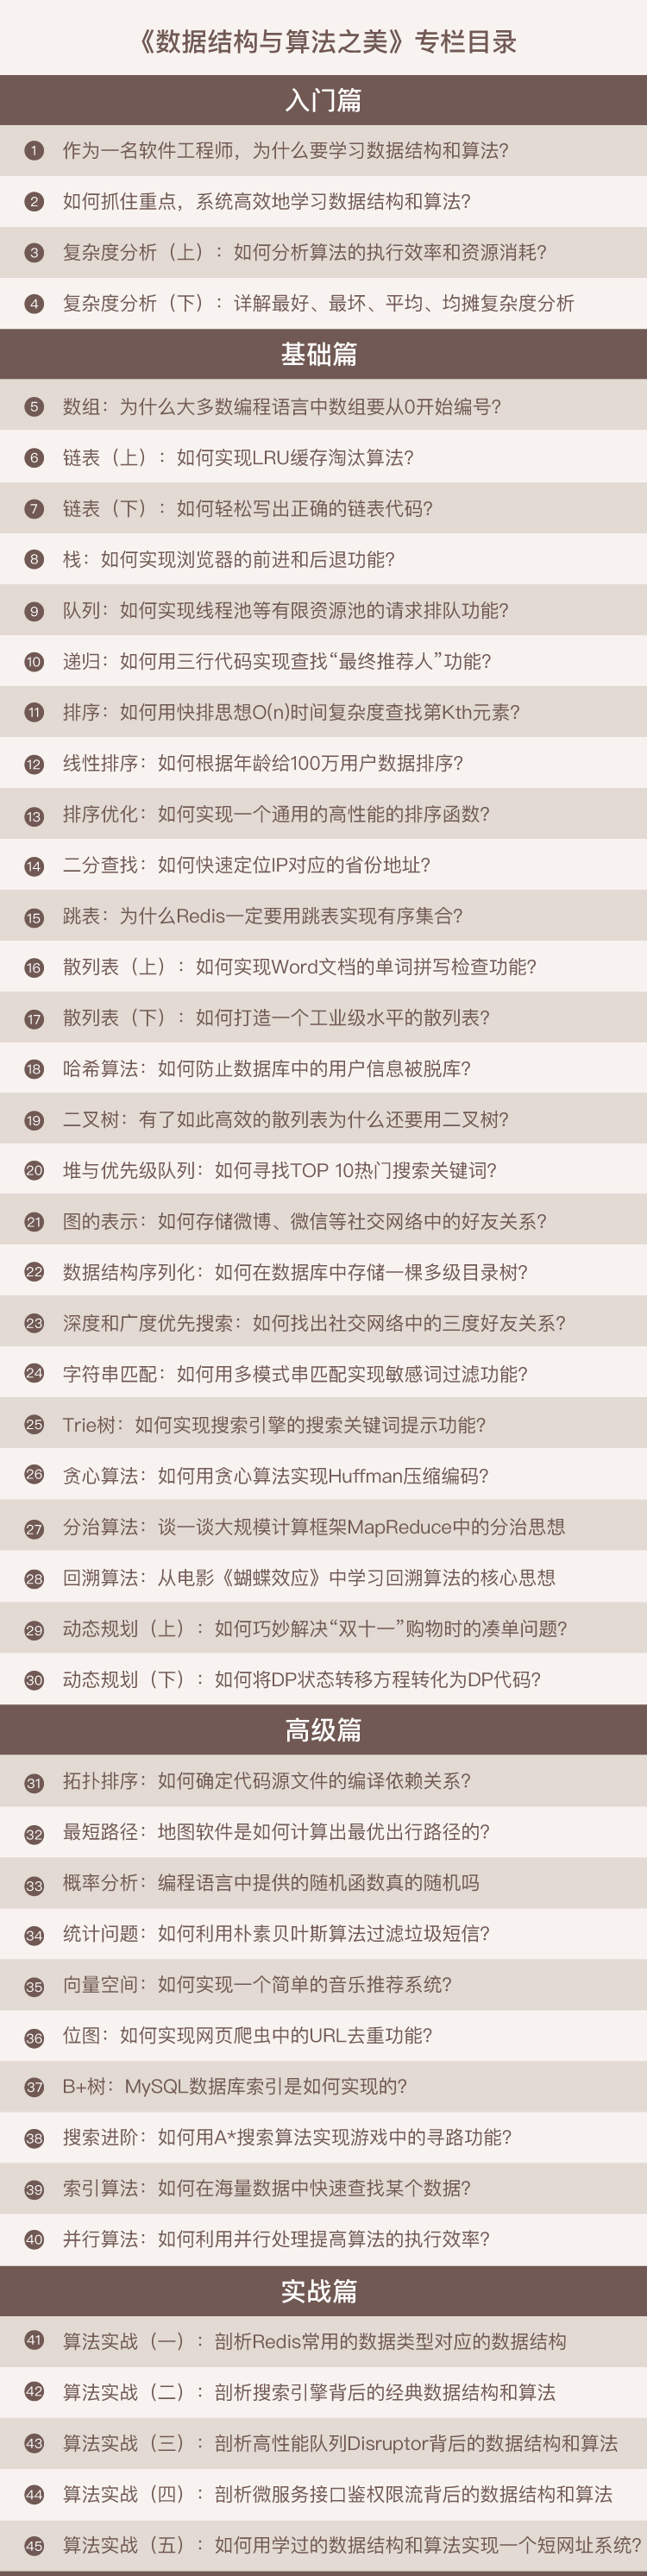 《数据结构与算法之美》专栏目录
入门篇
1 作为一名软件工程师，为什么要学习数据结构和算法?
2 如何抓住重点，系统高效地学习数据结构和算法?
3 复杂度分析（上）：如何分析算法的执行效率和资源消耗?
4 复杂度分析（下）：详解最好、最坏、平均、均摊复杂度分析
基础篇
5 数组：为什么大多数编程语言中数组要从0开始编号?
6 链表（上）：如何实现LRU缓存淘汰算法?
7 链表（下）：如何轻松写出正确的链表代码?
8 栈：如何实现浏览器的前进和后退功能?
9 队列：如何实现线程池等有限资源池的请求排队功能?
10 递归：如何用三行代码实现查找“最终推荐人”功能?
11 排序：如何用快排思想O(n)时间复杂度查找第Kth元素?
12 线性排序：如何根据年龄给100万用户数据排序?
13 排序优化：如何实现一个通用的高性能的排序函数?
14 二分查找：如何快速定位IP对应的省份地址?
15 跳表：为什么Redis一定要用跳表实现有序集合?
16 散列表（上）：如何实现Word文档的单词拼写检查功能?
17 散列表（下）：如何打造一个工业级水平的散列表?
18 哈希算法：如何防止数据库中的用户信息被脱库?
19 二叉树：有了如此高效的散列表为什么还要用二叉树?
20 堆与优先级队列：如何寻找TOP 10热门搜索关键词?
21 图的表示：如何存储微博、微信等社交网络中的好友关系?
22 数据结构序列化：如何在数据库中存储一棵多级目录树?
23 深度和广度优先搜索：如何找出社交网络中的三度好友关系?
24 字符串匹配：如何用多模式串匹配实现敏感词过滤功能?
25 Trie树：如何实现搜索引擎的搜索关键词提示功能?
26 贪心算法：如何用贪心算法实现Huffman压缩编码?
27 分治算法：谈一谈大规模计算框架MapReduce中的分治思想
28 回溯算法：从电影《蝴蝶效应》中学习回溯算法的核心思想
29 动态规划（上）：如何巧妙解决“双十一”购物时的凑单问题?
30 动态规划（下）：如何将DP状态转移方程转化为DP代码?
高级篇
31 拓扑排序：如何确定代码源文件的编译依赖关系?
32 最短路径：地图软件是如何计算出最优出行路径的?
33 概率分析：编程语言中提供的随机函数真的随机吗
34 统计问题：如何利用朴素贝叶斯算法过滤垃圾短信?
35 向量空间：如何实现一个简单的音乐推荐系统?
36 位图：如何实现网页爬虫中的URL去重功能?
37 B+树：MySQL数据库索引是如何实现的?
38 搜索进阶：如何用A*搜索算法实现游戏中的寻路功能?
39 索引算法：如何在海量数据中快速查找某个数据?
40 并行算法：如何利用并行处理提高算法的执行效率?
实战篇
41 算法实战（一）：剖析Redis常用的数据类型对应的数据结构
42 算法实战（二）：剖析搜索引擎背后的经典数据结构和算法
43 算法实战（三）：剖析高性能队列Disruptor背后的数据结构和算法
44 算法实战（四）：剖析微服务接口鉴权限流背后的数据结构和算法
45 算法实战（五）：如何用学过的数据结构和算法实现一个短网址系统?